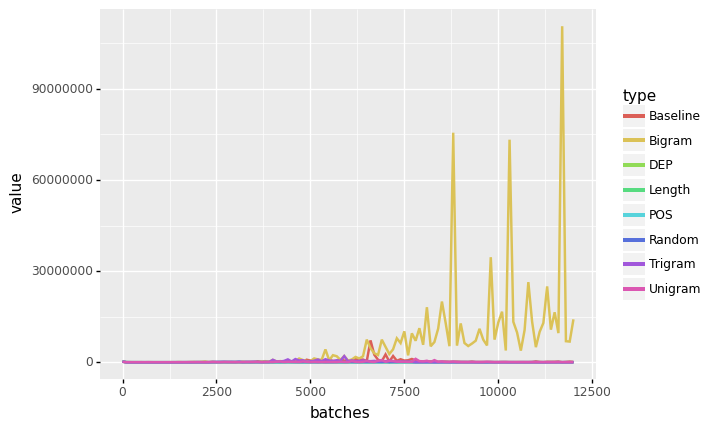 90000000
60000000
30000000
0
value
0
2500
5000
7500
10000
12500
batches
type
Baseline
Bigram
DEP
Length
POS
Random
Trigram
Unigram